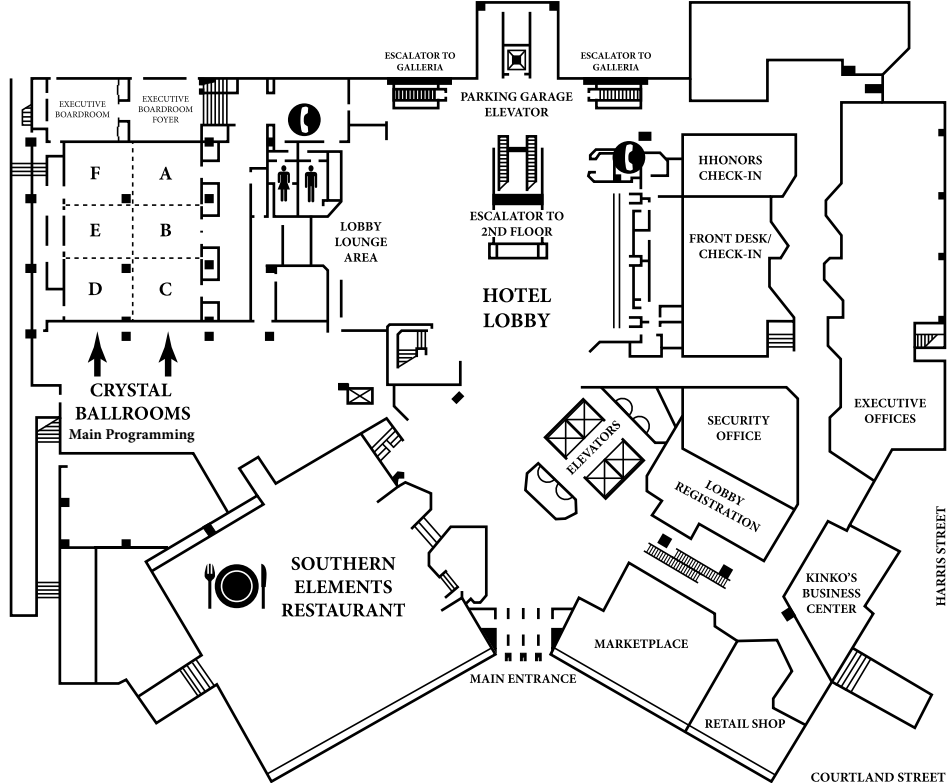 ESCALATOR TO
GALLERIA
ESCALATOR TO
GALLERIA
PARKING GARAGE
ELEVATOR
EXECUTIVE
BOARDROOM
EXECUTIVE
BOARDROOM
FOYER
HHONORS
CHECK-IN
F
A
E
B
D
C
LOBBY
LOUNGE
AREA
ESCALATOR TO
2ND FLOOR
FRONT DESK/
CHECK-IN
HOTEL
LOBBY
CRYSTAL
BALLROOMS
Main Programming
EXECUTIVE
OFFICES
SECURITY
OFFICE
ELEVATORS
LOBBY
REGISTRATION
HARRIS STREET
SOUTHERN
ELEMENTS
RESTAURANT
KINKO'S
BUSINESS
CENTER
MARKETPLACE
MAIN ENTRANCE
RETAIL SHOP
COURTLAND STREET